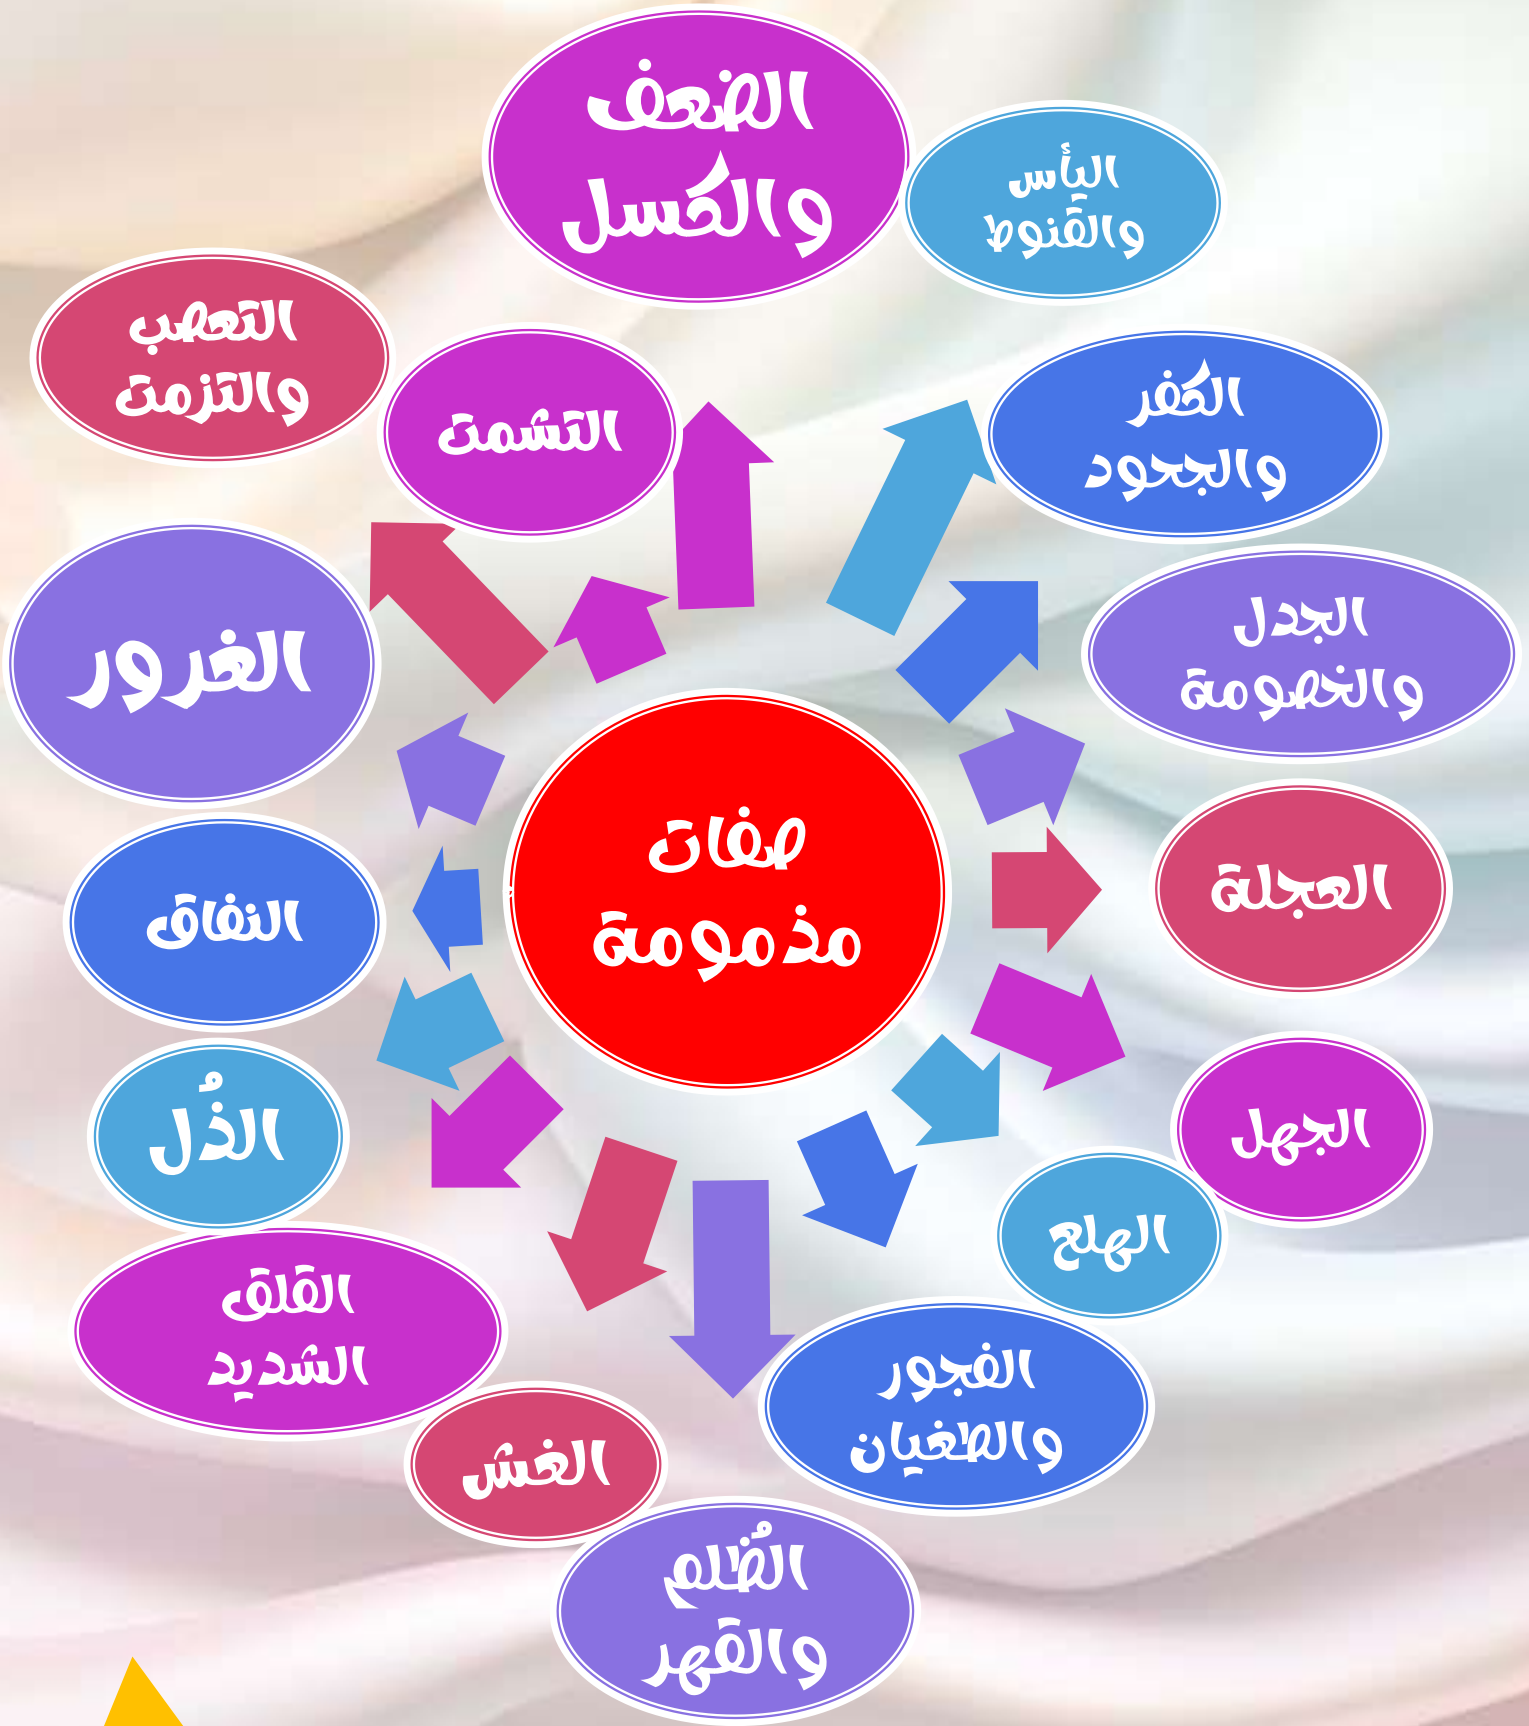 الضعف
والكسل
اليأس
والقنوط
الكفر
والجحود
الجدل
والخصومة
العجلة
الجهل
الهلع
الفجور
والطغيان
الظُلم
والقهر
الغش
القلق
الشديد
الذُل
النفاق
الغرور
التعصب
والتزمت
التشمت
صفات
مذمومة